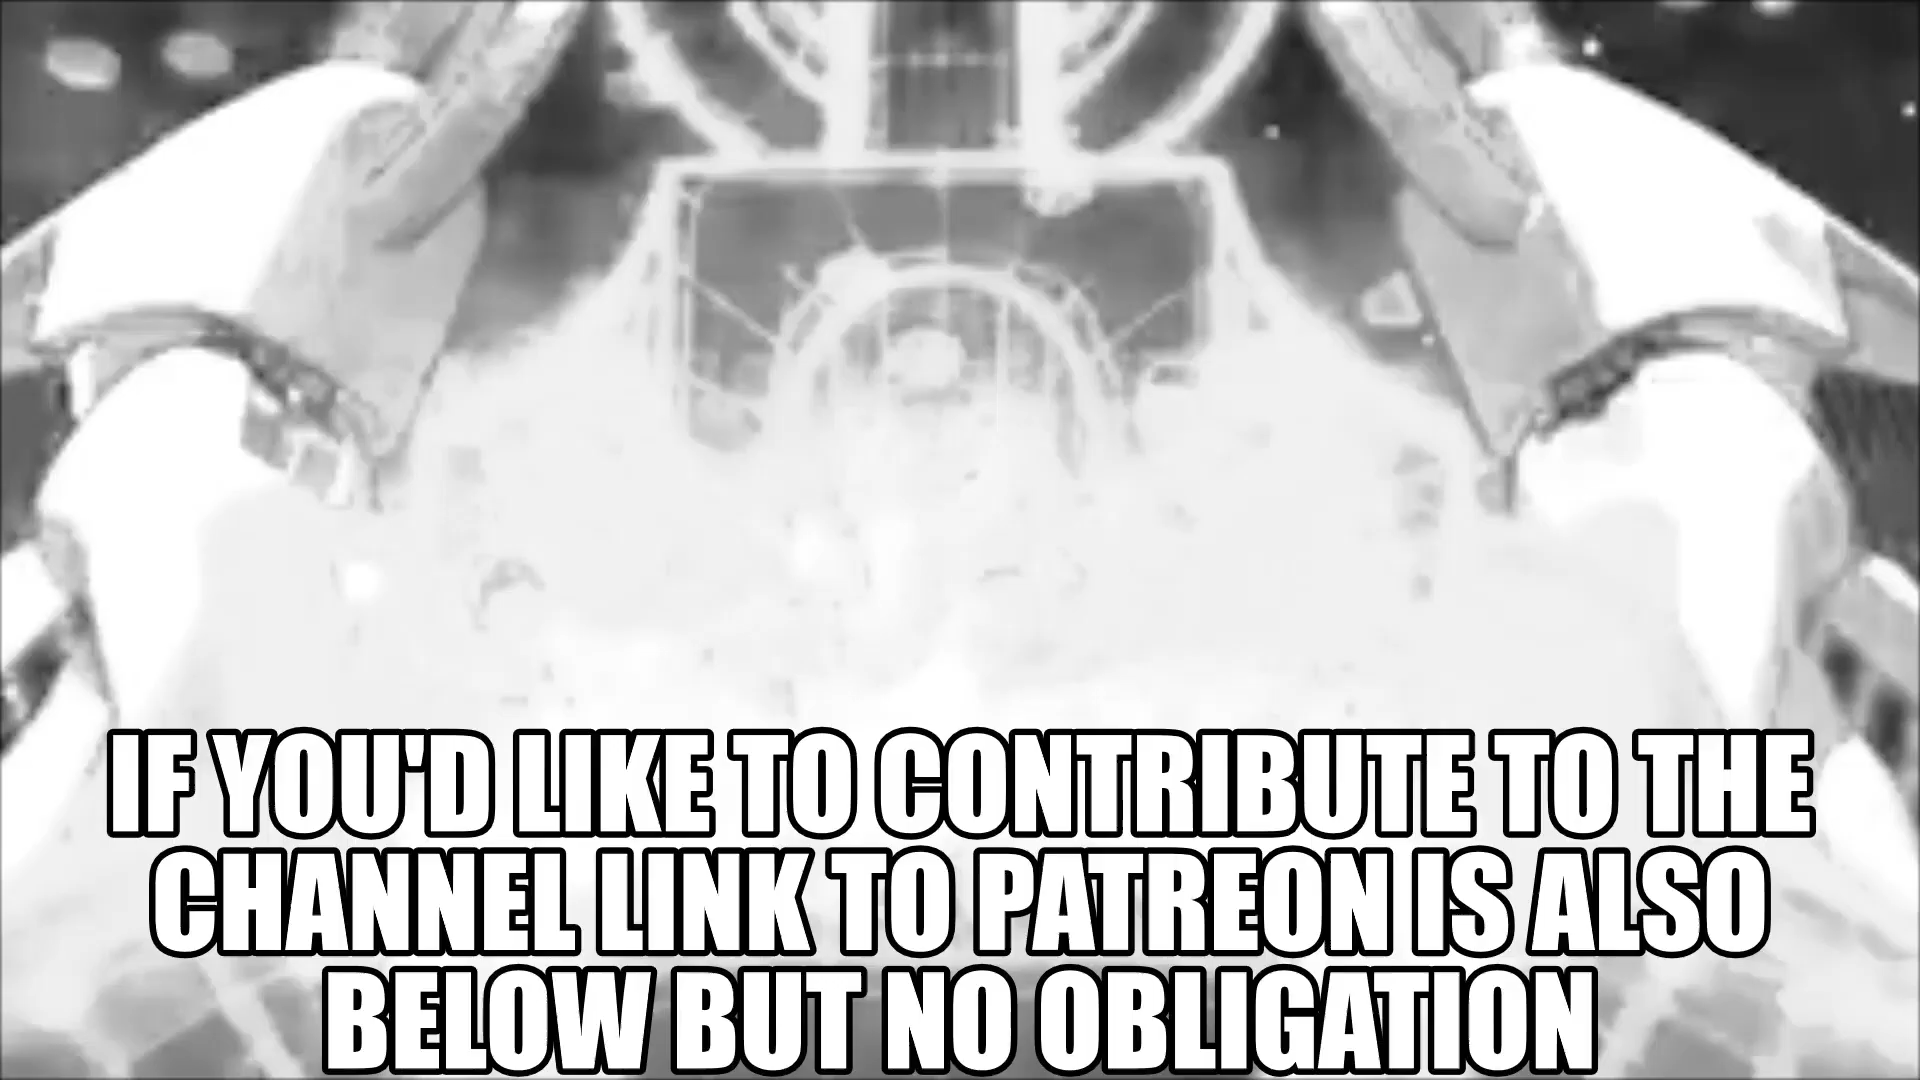 IF YOU'D LIKE TO CONTRIBUTE TO THE
CHANNEL LINK TO PATREON IS ALSO
BELOW BUT NO OBLIGATION